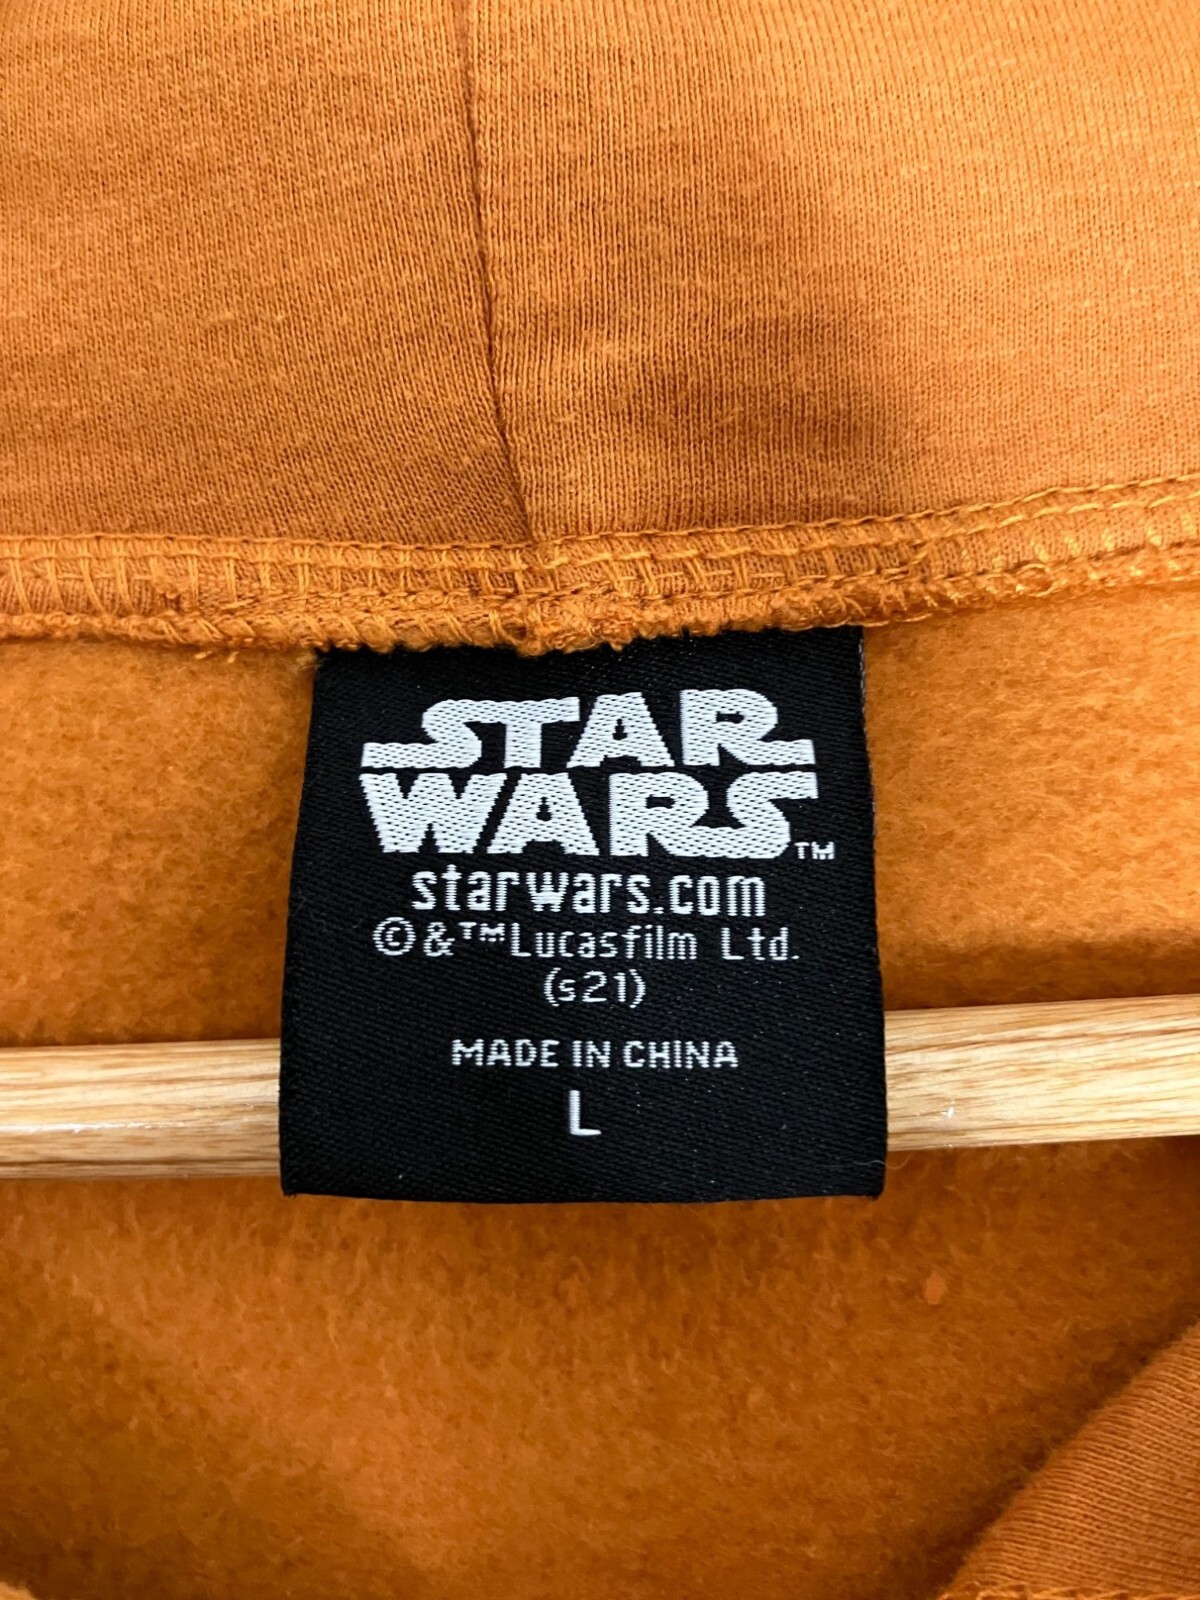 STAR
WARS™
starwars.com
©&™Lucasfilm Ltd.
(s21)
MADE IN CHINA
L